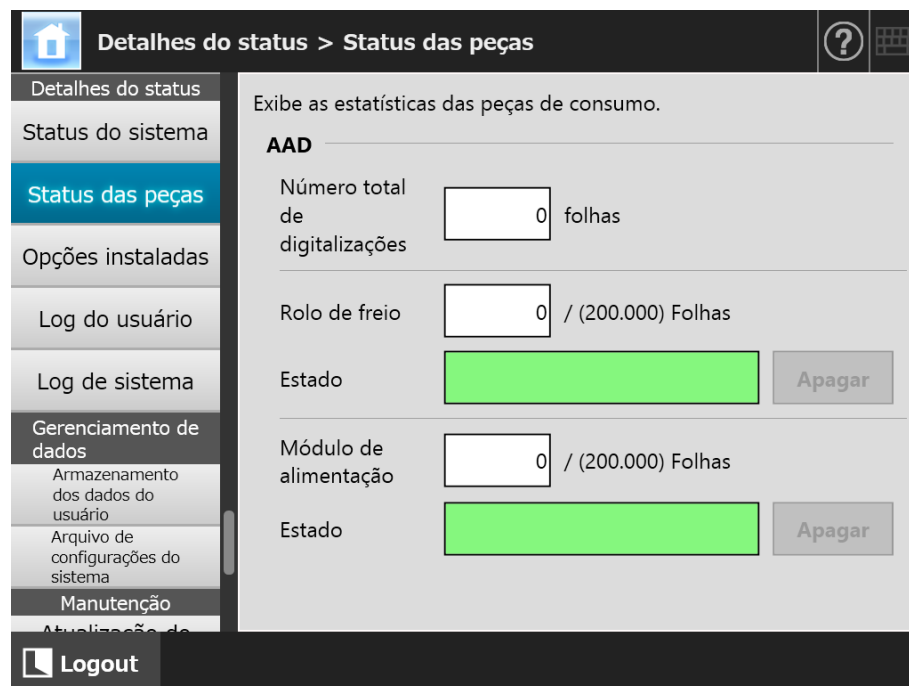 Detalhes do status > Status das peças
?
Detalhes do status
Status do sistema
Status das peças
Opções instaladas
Log do usuário
Log de sistema
Gerenciamento de
dados
Armazenamento
dos dados do
usuário
Arquivo de
configurações do
sistema
Manutenção
Atualização de
Exibe as estatísticas das peças de consumo.
AAD
Número total
de
digitalizações
0 folhas
Rolo de freio 0 / (200.000) Folhas
Estado Apagar
Módulo de
alimentação
0 / (200.000) Folhas
Estado Apagar
Logout